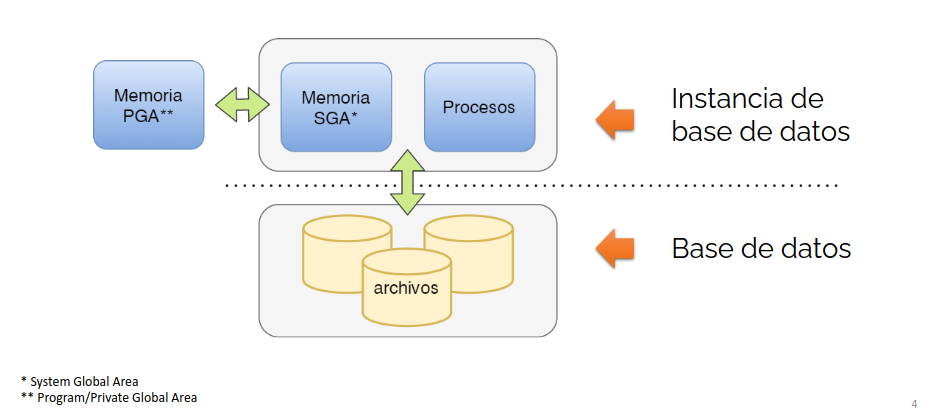 Memoria
PGA**
Memoria
SGA*
Procesos
Instancia de
base de datos
archivos
Base de datos
* System Global Area
** Program/Private Global Area
4